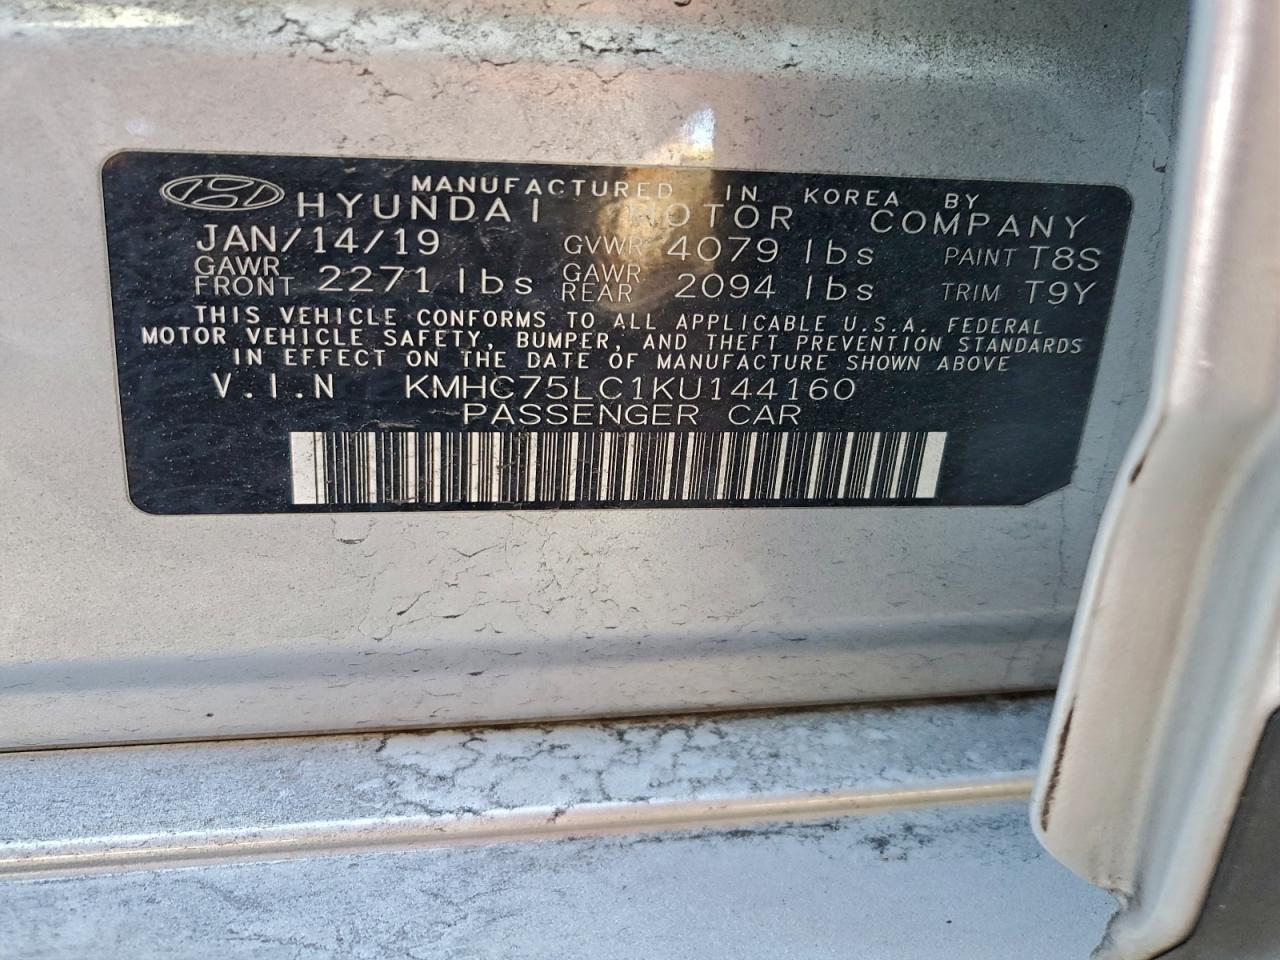 MANUFACTURED IN KOREA BY
HYUNDAI MOTOR COMPANY
JAN/14/19 GVWR 4079 lbs PAINT T8S
GAWR FRONT 2271 lbs GAWR REAR 2094 lbs TRIM T9Y
THIS VEHICLE CONFORMS TO ALL APPLICABLE U.S.A. FEDERAL
MOTOR VEHICLE SAFETY, BUMPER, AND THEFT PREVENTION STANDARDS
IN EFFECT ON THE DATE OF MANUFACTURE SHOWN ABOVE
V.I.N KMHC75LC1KU144160
PASSENGER CAR